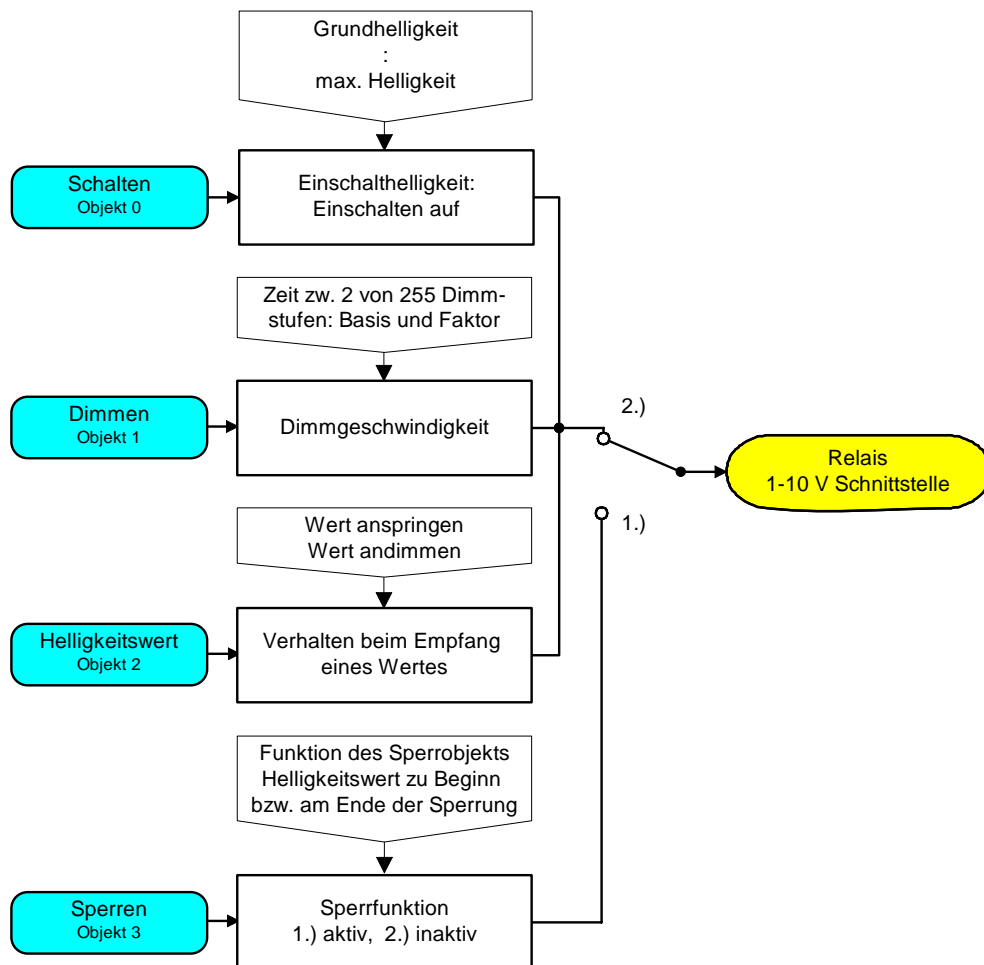 Grundhelligkeit
:
max. Helligkeit
Schalten
Objekt 0
Einschalthelligkeit:
Einschalten auf
Zeit zw. 2 von 255 Dimm-
stufen: Basis und Faktor
Dimmen
Objekt 1
Dimmgeschwindigkeit
2.)
Relais
1-10 V Schnittstelle
1.)
Wert anspringen
Wert andimmen
Helligkeitswert
Objekt 2
Verhalten beim Empfang
eines Wertes
Funktion des Sperrobjekts
Helligkeitswert zu Beginn
bzw. am Ende der Sperrung
Sperren
Objekt 3
Sperrfunktion
1.) aktiv, 2.) inaktiv